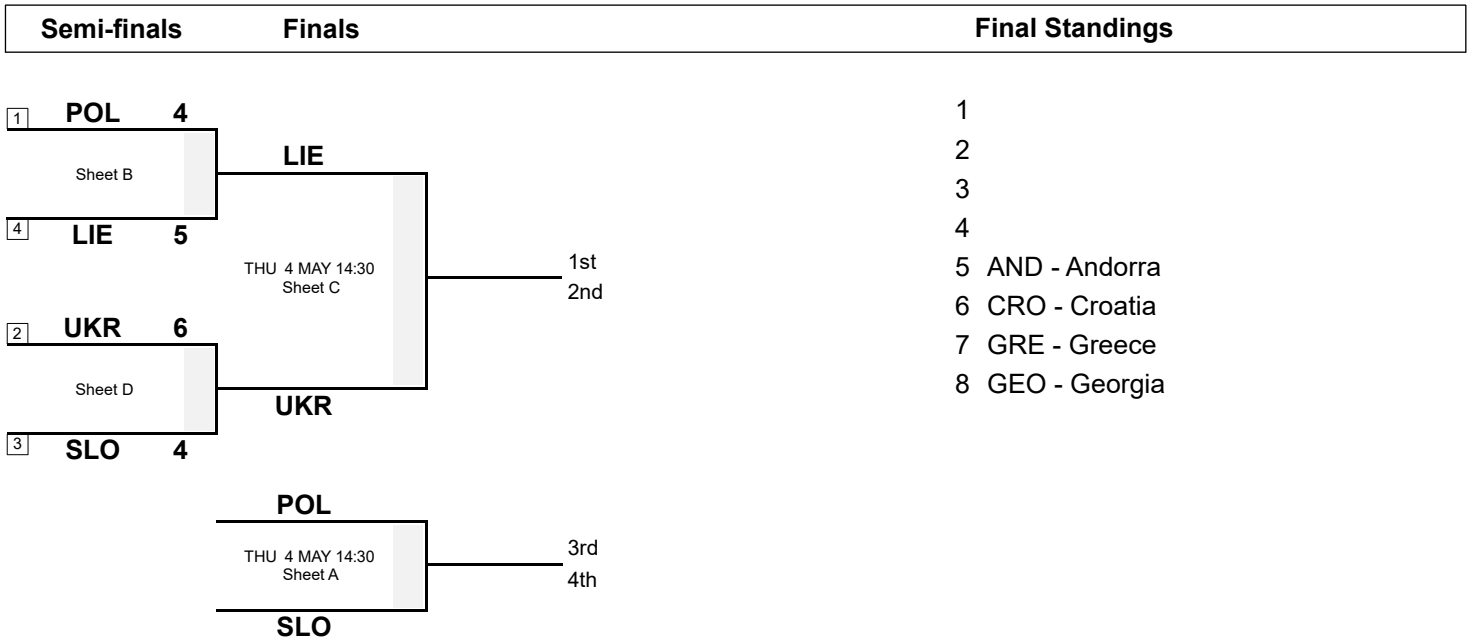 Semi-finals Finals Final Standings
1 POL 4
Sheet B
4 LIE 5
2 UKR 6
Sheet D
3 SLO 4
LIE
THU 4 MAY 14:30
Sheet C
UKR
1st
2nd
POL
THU 4 MAY 14:30
Sheet A
SLO
3rd
4th
1
2
3
4
5 AND - Andorra
6 CRO - Croatia
7 GRE - Greece
8 GEO - Georgia